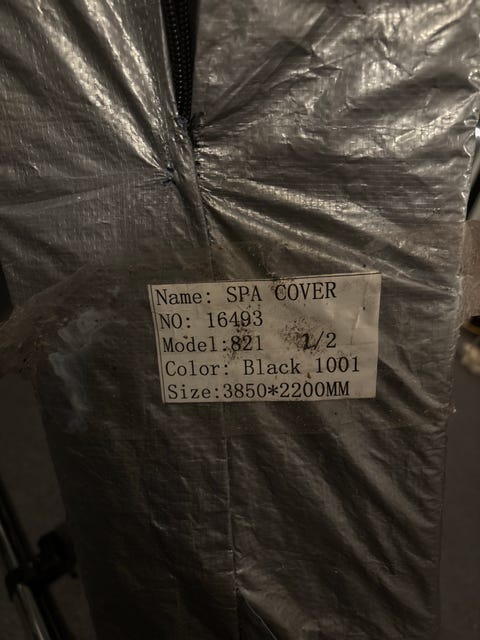 Name: SPA COVER
NO: 16493
Model:821 1/2
Color: Black 1001
Size:3850*2200MM